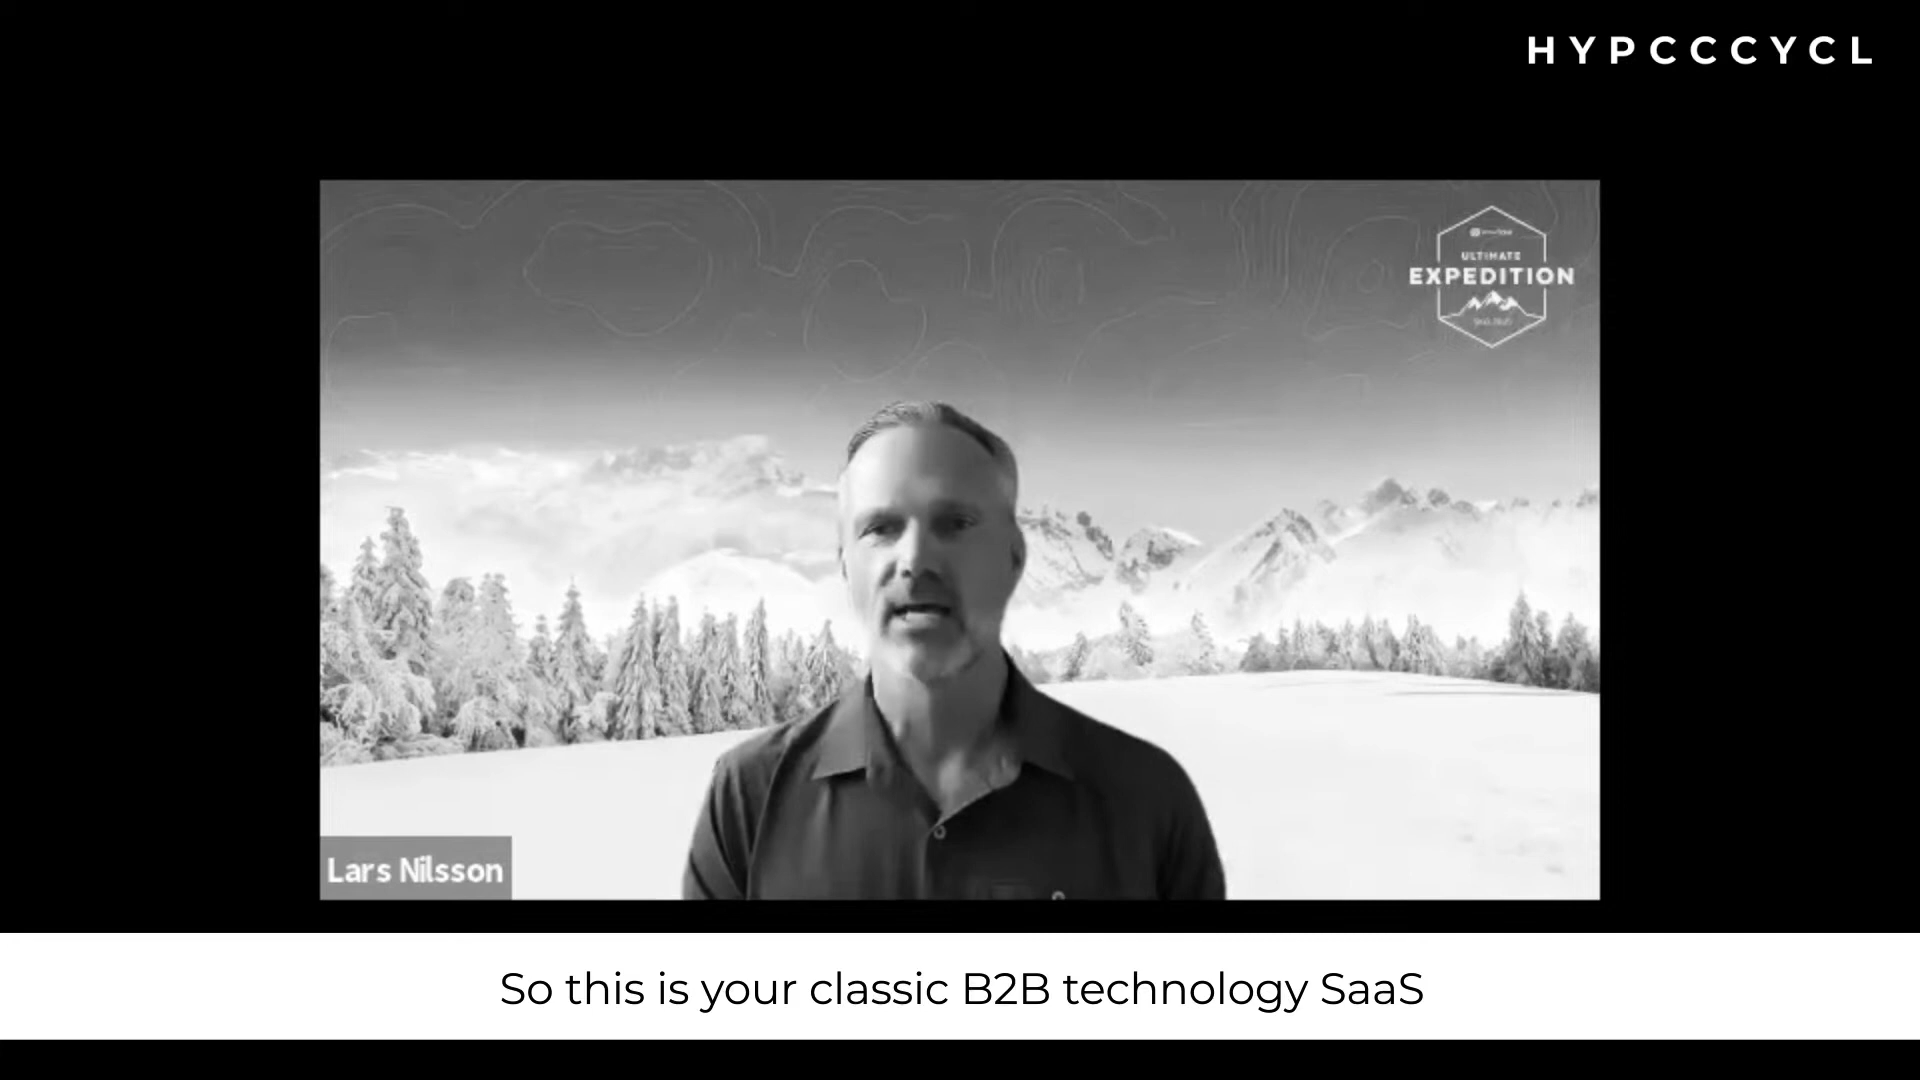 HYPCCCYCL
ULTIMATE
EXPEDITION
Lars Nilsson
So this is your classic B2B technology SaaS